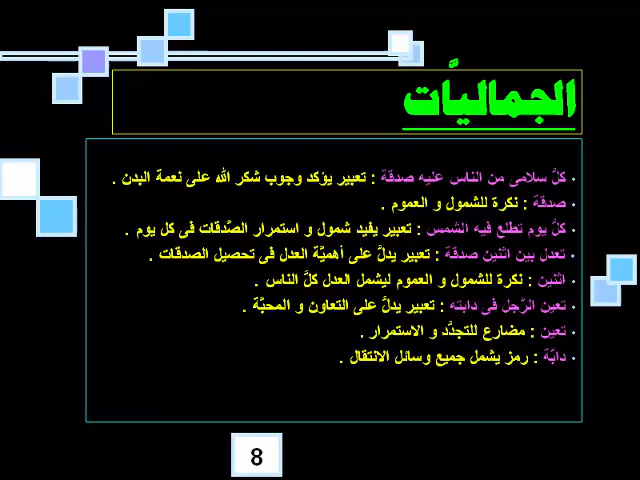 الجماليَّات
• كلّ سلامى من الناس عليه صدقة : تعبير يؤكد وجوب شكر الله على نعمة البدن .
• صدقة : نكرة للشمول و العموم .
• كلّ يوم تطلع فيه الشمس : تعبير يفيد شمول و استمرار الصَّدقات فى كل يوم .
• تعدل بين اثنين صدقة : تعبير يدلَّ على أهميَّة العدل فى تحصيل الصدقات .
• اثنين : نكرة للشمول و العموم ليشمل العدل كلَّ الناس .
• تعين الرَّجل فى دابته : تعبير يدلَّ على التعاون و المحبَّة .
• تعين : مضارع للتجدَّد و الاستمرار .
• دابَّة : رمز يشمل جميع وسائل الانتقال .
8